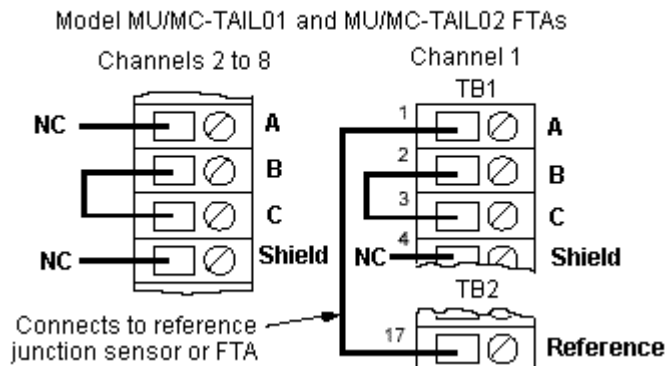 Model MU/MC-TAIL01 and MU/MC-TAIL02 FTAs
Channels 2 to 8
Channel 1
TB1
NC
A
B
C
NC
Shield
1
A
2
B
3
C
4
NC
Shield
TB2
Connects to reference
junction sensor or FTA
17
Reference